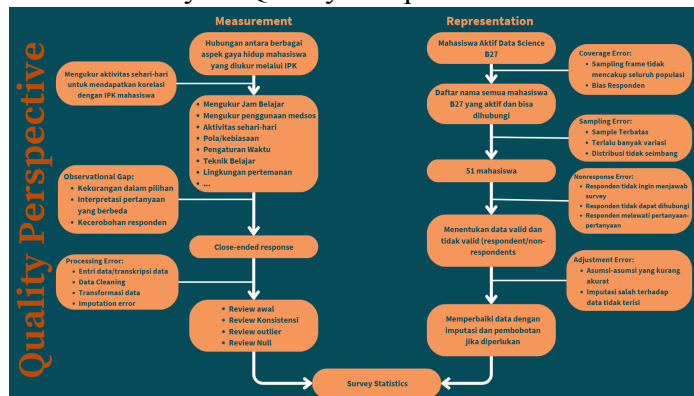 Measurement
Representation
Quality Perspective
Hubungan antara berbagai
aspek gaya hidup mahasiswa
yang diukur melalui IPK
Mengukur aktivitas sehari-hari
untuk mendapatkan korelasi
dengan IPK mahasiswa
• Mengukur Jam Belajar
• Mengukur penggunaan medsos
• Aktivitas sehari-hari
• Pola/kebiasaan
• Pengaturan Waktu
• Teknik Belajar
• Lingkungan pertemanan
• ...
Observational Gap:
• Kekurangan dalam pilihan
• Interpretasi pertanyaan
yang berbeda
• Kecerobohan responden
Close-ended response
Processing Error:
• Entri data/transkripsi data
• Data Cleaning
• Transformasi data
• Imputation error
• Review awal
• Review Konsistensi
• Review outlier
• Review Null
Mahasiswa Aktif Data Science
B27
Coverage Error:
• Sampling frame tidak
mencakup seluruh populasi
• Bias Responden
Daftar nama semua mahasiswa
B27 yang aktif dan bisa
dihubungi
Sampling Error:
• Sample Terbatas
• Terlalu banyak variasi
• Distribusi tidak seimbang
51 mahasiswa
Nonresponse Error:
• Responden tidak ingin menjawab
survey
• Responden tidak dapat dihubungi
• Responden melewati pertanyaan-
pertanyaan
Menentukan data valid dan
tidak valid (respondent/non-
respondents
Adjustment Error:
• Asumsi-asumsi yang kurang
akurat
• Imputasi salah terhadap
data tidak terisi
Memperbaiki data dengan
imputasi dan pembobotan
jika diperlukan
Survey Statistics